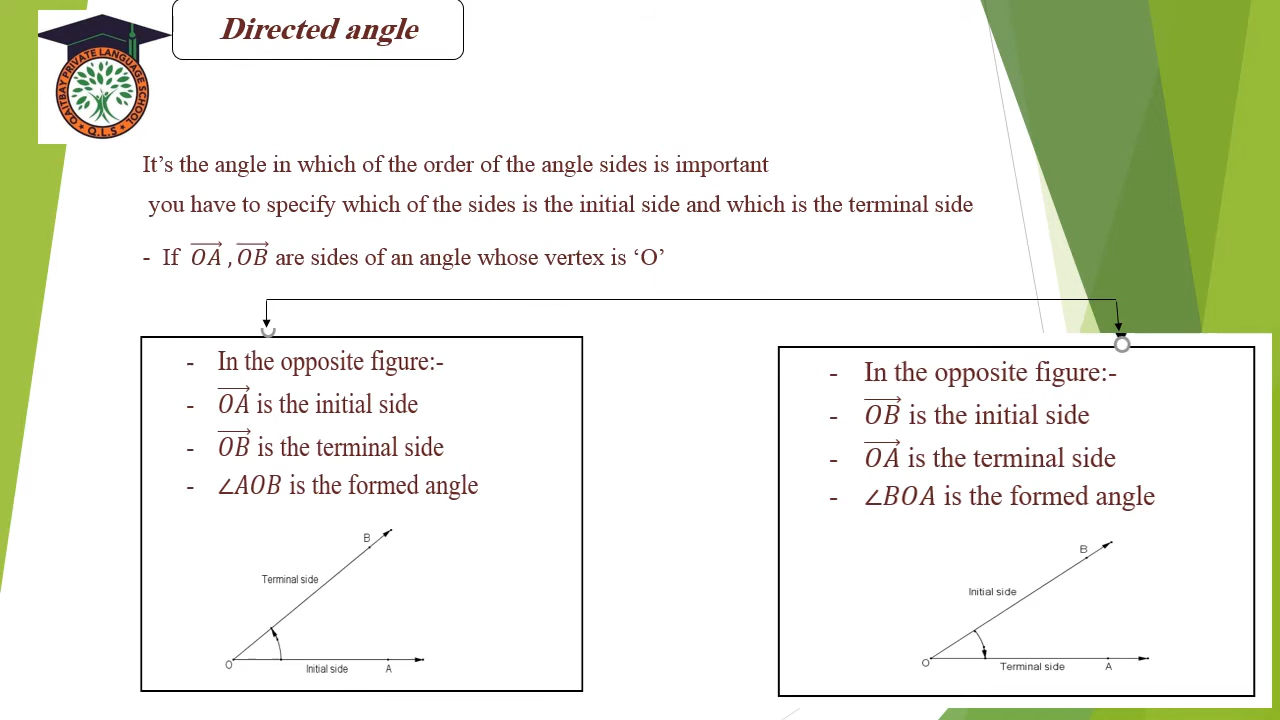 Directed angle
QAITBAY PRIVATE LANGUAGE SCHOOL
Q.L.S
It’s the angle in which of the order of the angle sides is important
you have to specify which of the sides is the initial side and which is the terminal side
- If OA⃗ , OB⃗ are sides of an angle whose vertex is ‘O’
- In the opposite figure:-
- OA⃗ is the initial side
- OB⃗ is the terminal side
- ∠AOB is the formed angle
B
Terminal side
O
Initial side
A
- In the opposite figure:-
- OB⃗ is the initial side
- OA⃗ is the terminal side
- ∠BOA is the formed angle
B
Initial side
O
Terminal side
A